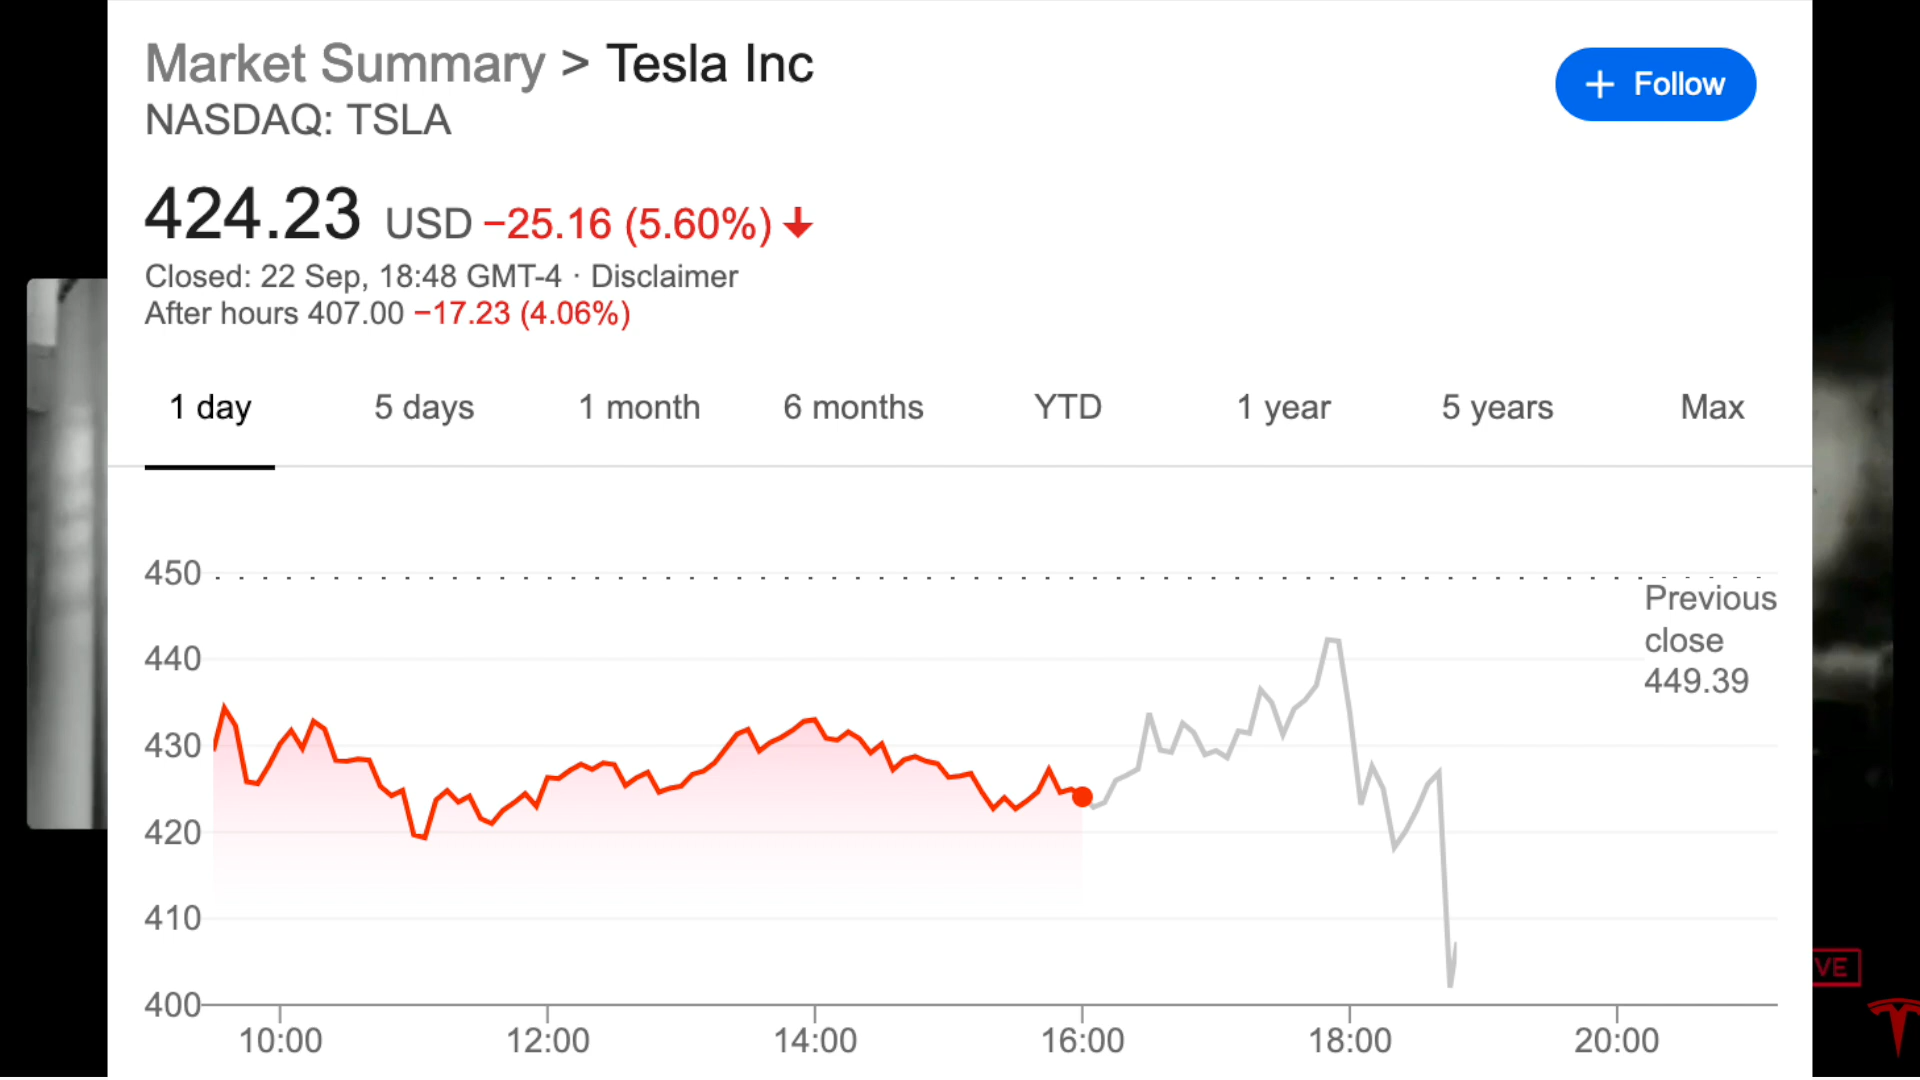 Market Summary > Tesla Inc
NASDAQ: TSLA
+ Follow
424.23 USD −25.16 (5.60%)
Closed: 22 Sep, 18:48 GMT-4 · Disclaimer
After hours 407.00 −17.23 (4.06%)
1 day 5 days 1 month 6 months YTD 1 year 5 years Max
450
Previous
close
449.39
440
430
420
410
400
10:00 12:00 14:00 16:00 18:00 20:00
VE